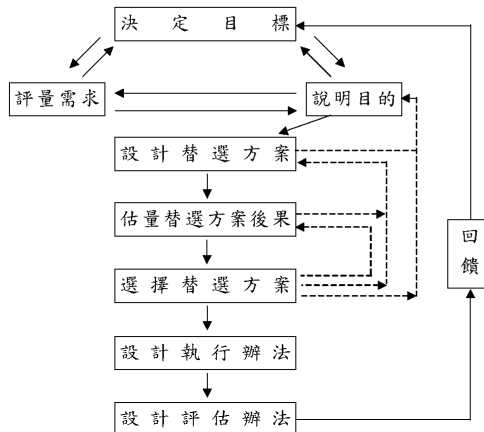 決定目標
評量需求
說明目的
設計替選方案
估量替選方案後果
選擇替選方案
設計執行辦法
設計評估辦法
回饋